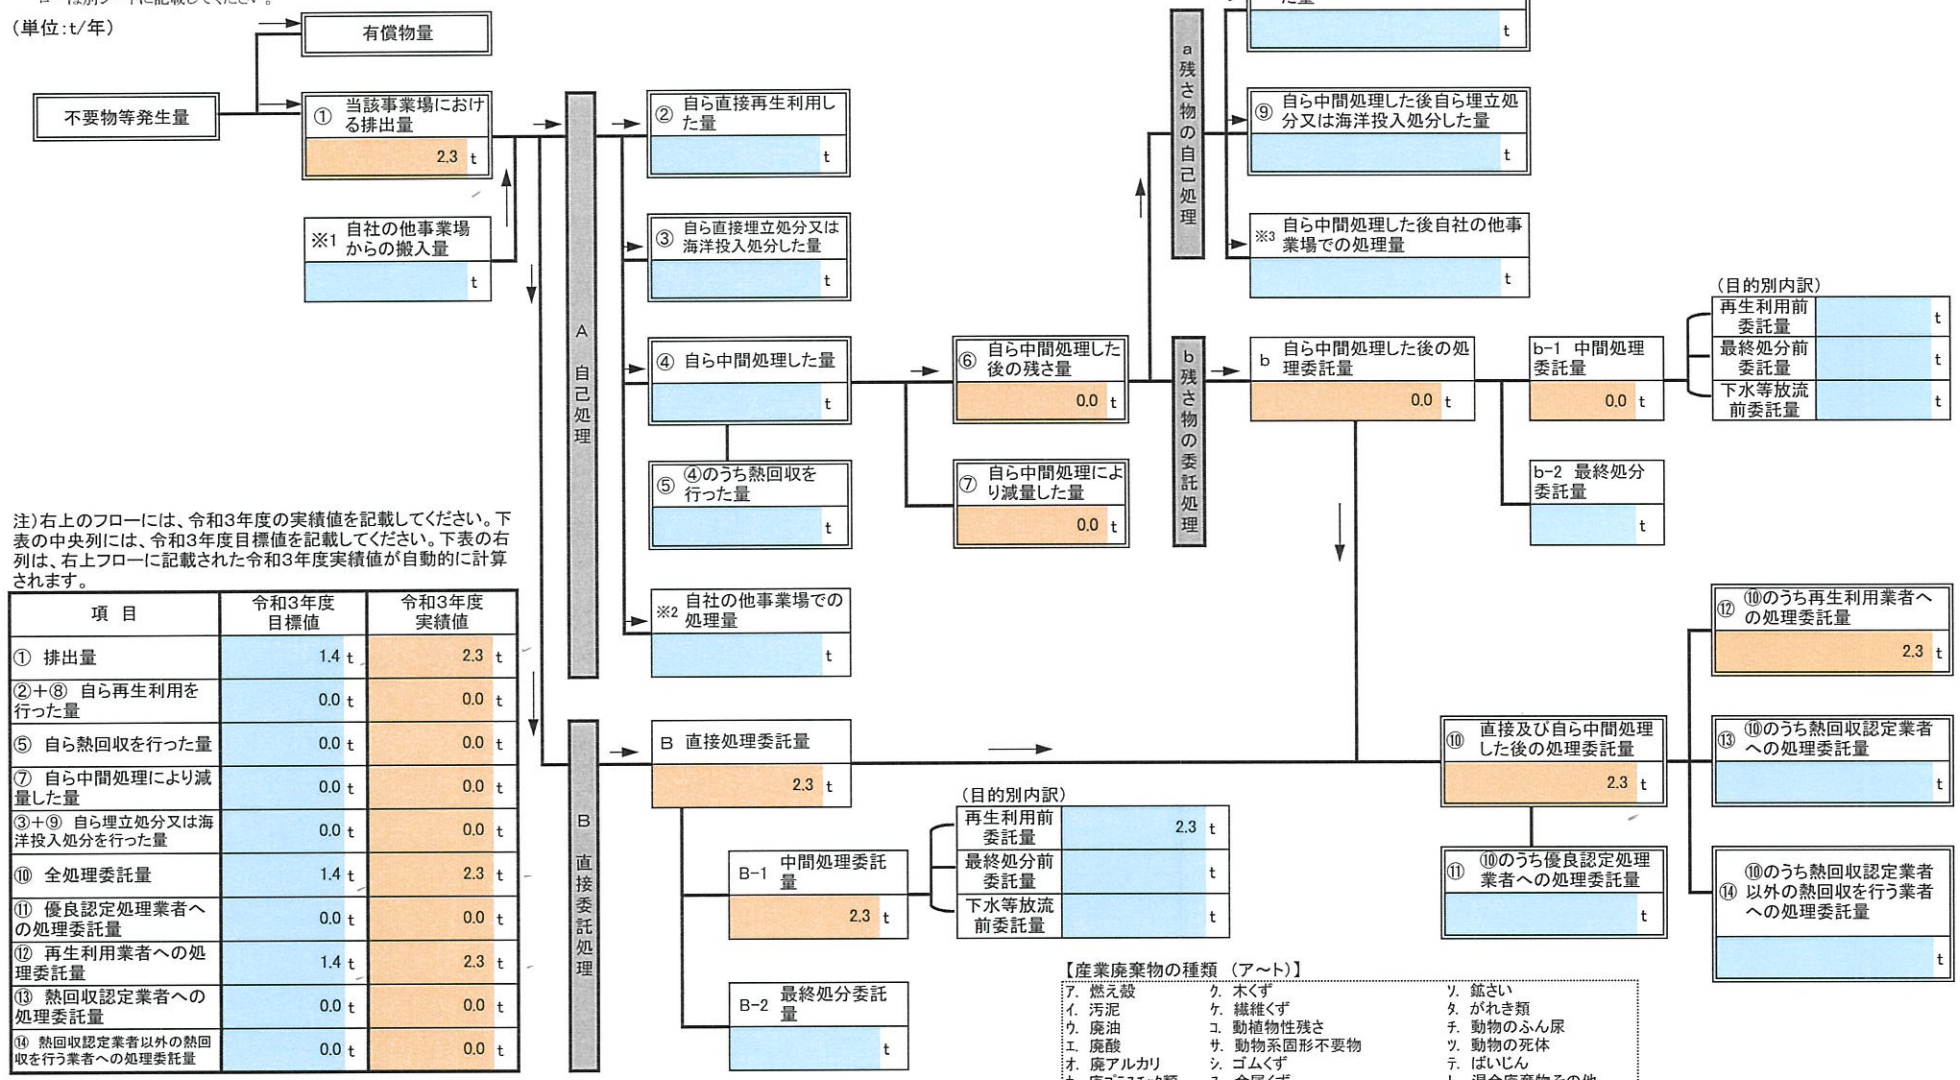 (単位:t/年)
有償物量
不要物等発生量
① 当該事業場におけ
る排出量
2.3 t
※1 自社の他事業場
からの搬入量
t
A 自己処理
② 自ら直接再生利用し
た量
t
③ 自ら直接埋立処分又は
海洋投入処分した量
t
④ 自ら中間処理した量
t
⑤ ④のうち熱回収を
行った量
t
※2 自社の他事業場での
処理量
t
⑥ 自ら中間処理した
後の残さ量
0.0 t
⑦ 自ら中間処理によ
り減量した量
0.0 t
a 残さ物の自己処理
た量
t
⑨ 自ら中間処理した後自ら埋立処
分又は海洋投入処分した量
t
※3 自ら中間処理した後自社の他事
業場での処理量
t
b 残さ物の委託処理
b 自ら中間処理した後の処
理委託量
0.0 t
b-1 中間処理
委託量
0.0 t
(目的別内訳)
再生利用前
委託量
t
最終処分前
委託量
t
下水等放流
前委託量
t
b-2 最終処分
委託量
t
注)右上のフローには、令和3年度の実績値を記載してください。下
表の中央列には、令和3年度目標値を記載してください。下表の右
列は、右上フローに記載された令和3年度実績値が自動的に計算
されます。
項 目 令和3年度
目標値 令和3年度
実績値
① 排出量 1.4 t 2.3 t
②+⑧ 自ら再生利用を
行った量 0.0 t 0.0 t
⑤ 自ら熱回収を行った量 0.0 t 0.0 t
⑦ 自ら中間処理により減
量した量 0.0 t 0.0 t
③+⑨ 自ら埋立処分又は海
洋投入処分を行った量 0.0 t 0.0 t
⑩ 全処理委託量 1.4 t 2.3 t
⑪ 優良認定処理業者へ
の処理委託量 0.0 t 0.0 t
⑫ 再生利用業者への処
理委託量 1.4 t 2.3 t
⑬ 熱回収認定業者への
処理委託量 0.0 t 0.0 t
⑭ 熱回収認定業者以外の熱回
収を行う業者への処理委託量 0.0 t 0.0 t
B 直接委託処理
B 直接処理委託量
2.3 t
B-1 中間処理委託
量
2.3 t
(目的別内訳)
再生利用前
委託量
2.3 t
最終処分前
委託量
t
下水等放流
前委託量
t
B-2 最終処分委託
量
t
⑩ 直接及び自ら中間処理
した後の処理委託量
2.3 t
⑪ ⑩のうち優良認定処理
業者への処理委託量
t
⑫ ⑩のうち再生利用業者へ
の処理委託量
2.3 t
⑬ ⑩のうち熱回収認定業者
への処理委託量
t
⑭ ⑩のうち熱回収認定業者
以外の熱回収を行う業者
への処理委託量
t
【産業廃棄物の種類 (ア～ト)】
ア. 燃え殻 ク. 木くず ソ. 鉱さい
イ. 汚泥 ケ. 繊維くず タ. がれき類
ウ. 廃油 コ. 動植物性残さ チ. 動物のふん尿
エ. 廃酸 サ. 動物系固形不要物 ツ. 動物の死体
オ. 廃アルカリ シ. ゴムくず テ. ばいじん